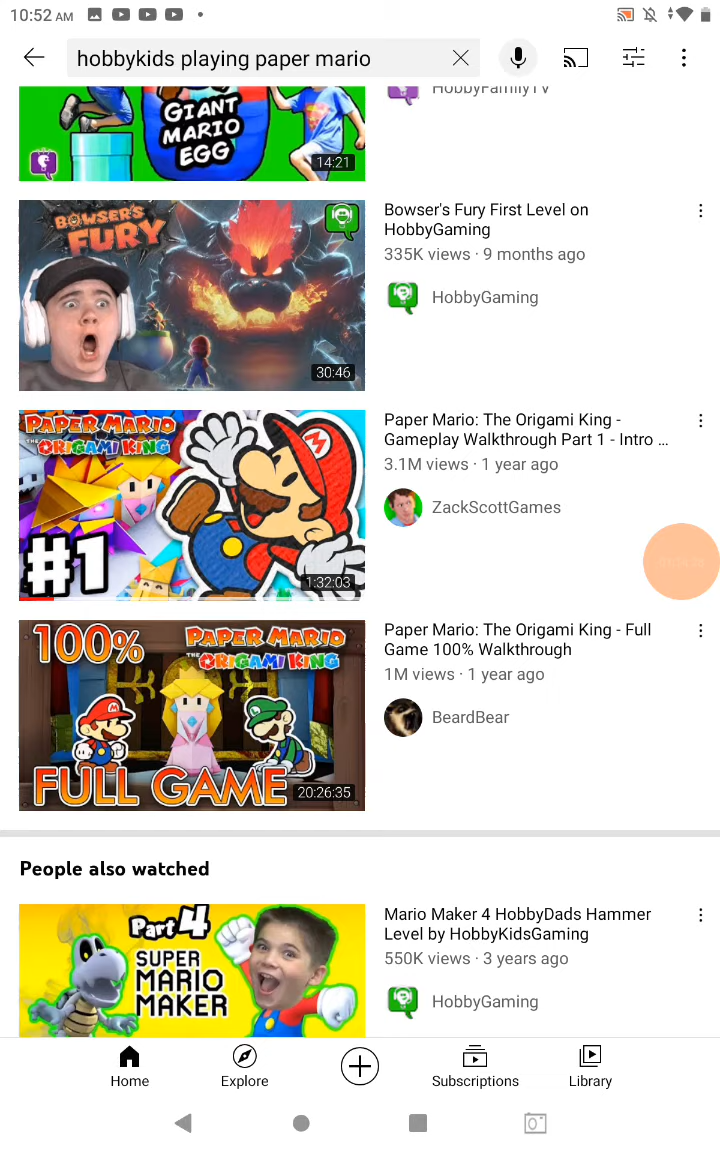 10:52 AM
hobbykids playing paper mario
HobbyFamilyTV
GIANT
MARIO
EGG
14:21
BOWSER'S
FURY
30:46
Bowser's Fury First Level on
HobbyGaming
335K views · 9 months ago
HobbyGaming
PAPER MARIO
THE ORIGAMI KING
#1
1:32:03
Paper Mario: The Origami King -
Gameplay Walkthrough Part 1 - Intro ...
3.1M views · 1 year ago
ZackScottGames
100%
PAPER MARIO
THE ORIGAMI KING
FULL GAME
20:26:35
Paper Mario: The Origami King - Full
Game 100% Walkthrough
1M views · 1 year ago
BeardBear
People also watched
Part 4
SUPER
MARIO
MAKER
Mario Maker 4 HobbyDads Hammer
Level by HobbyKidsGaming
550K views · 3 years ago
HobbyGaming
Home
Explore
Subscriptions
Library